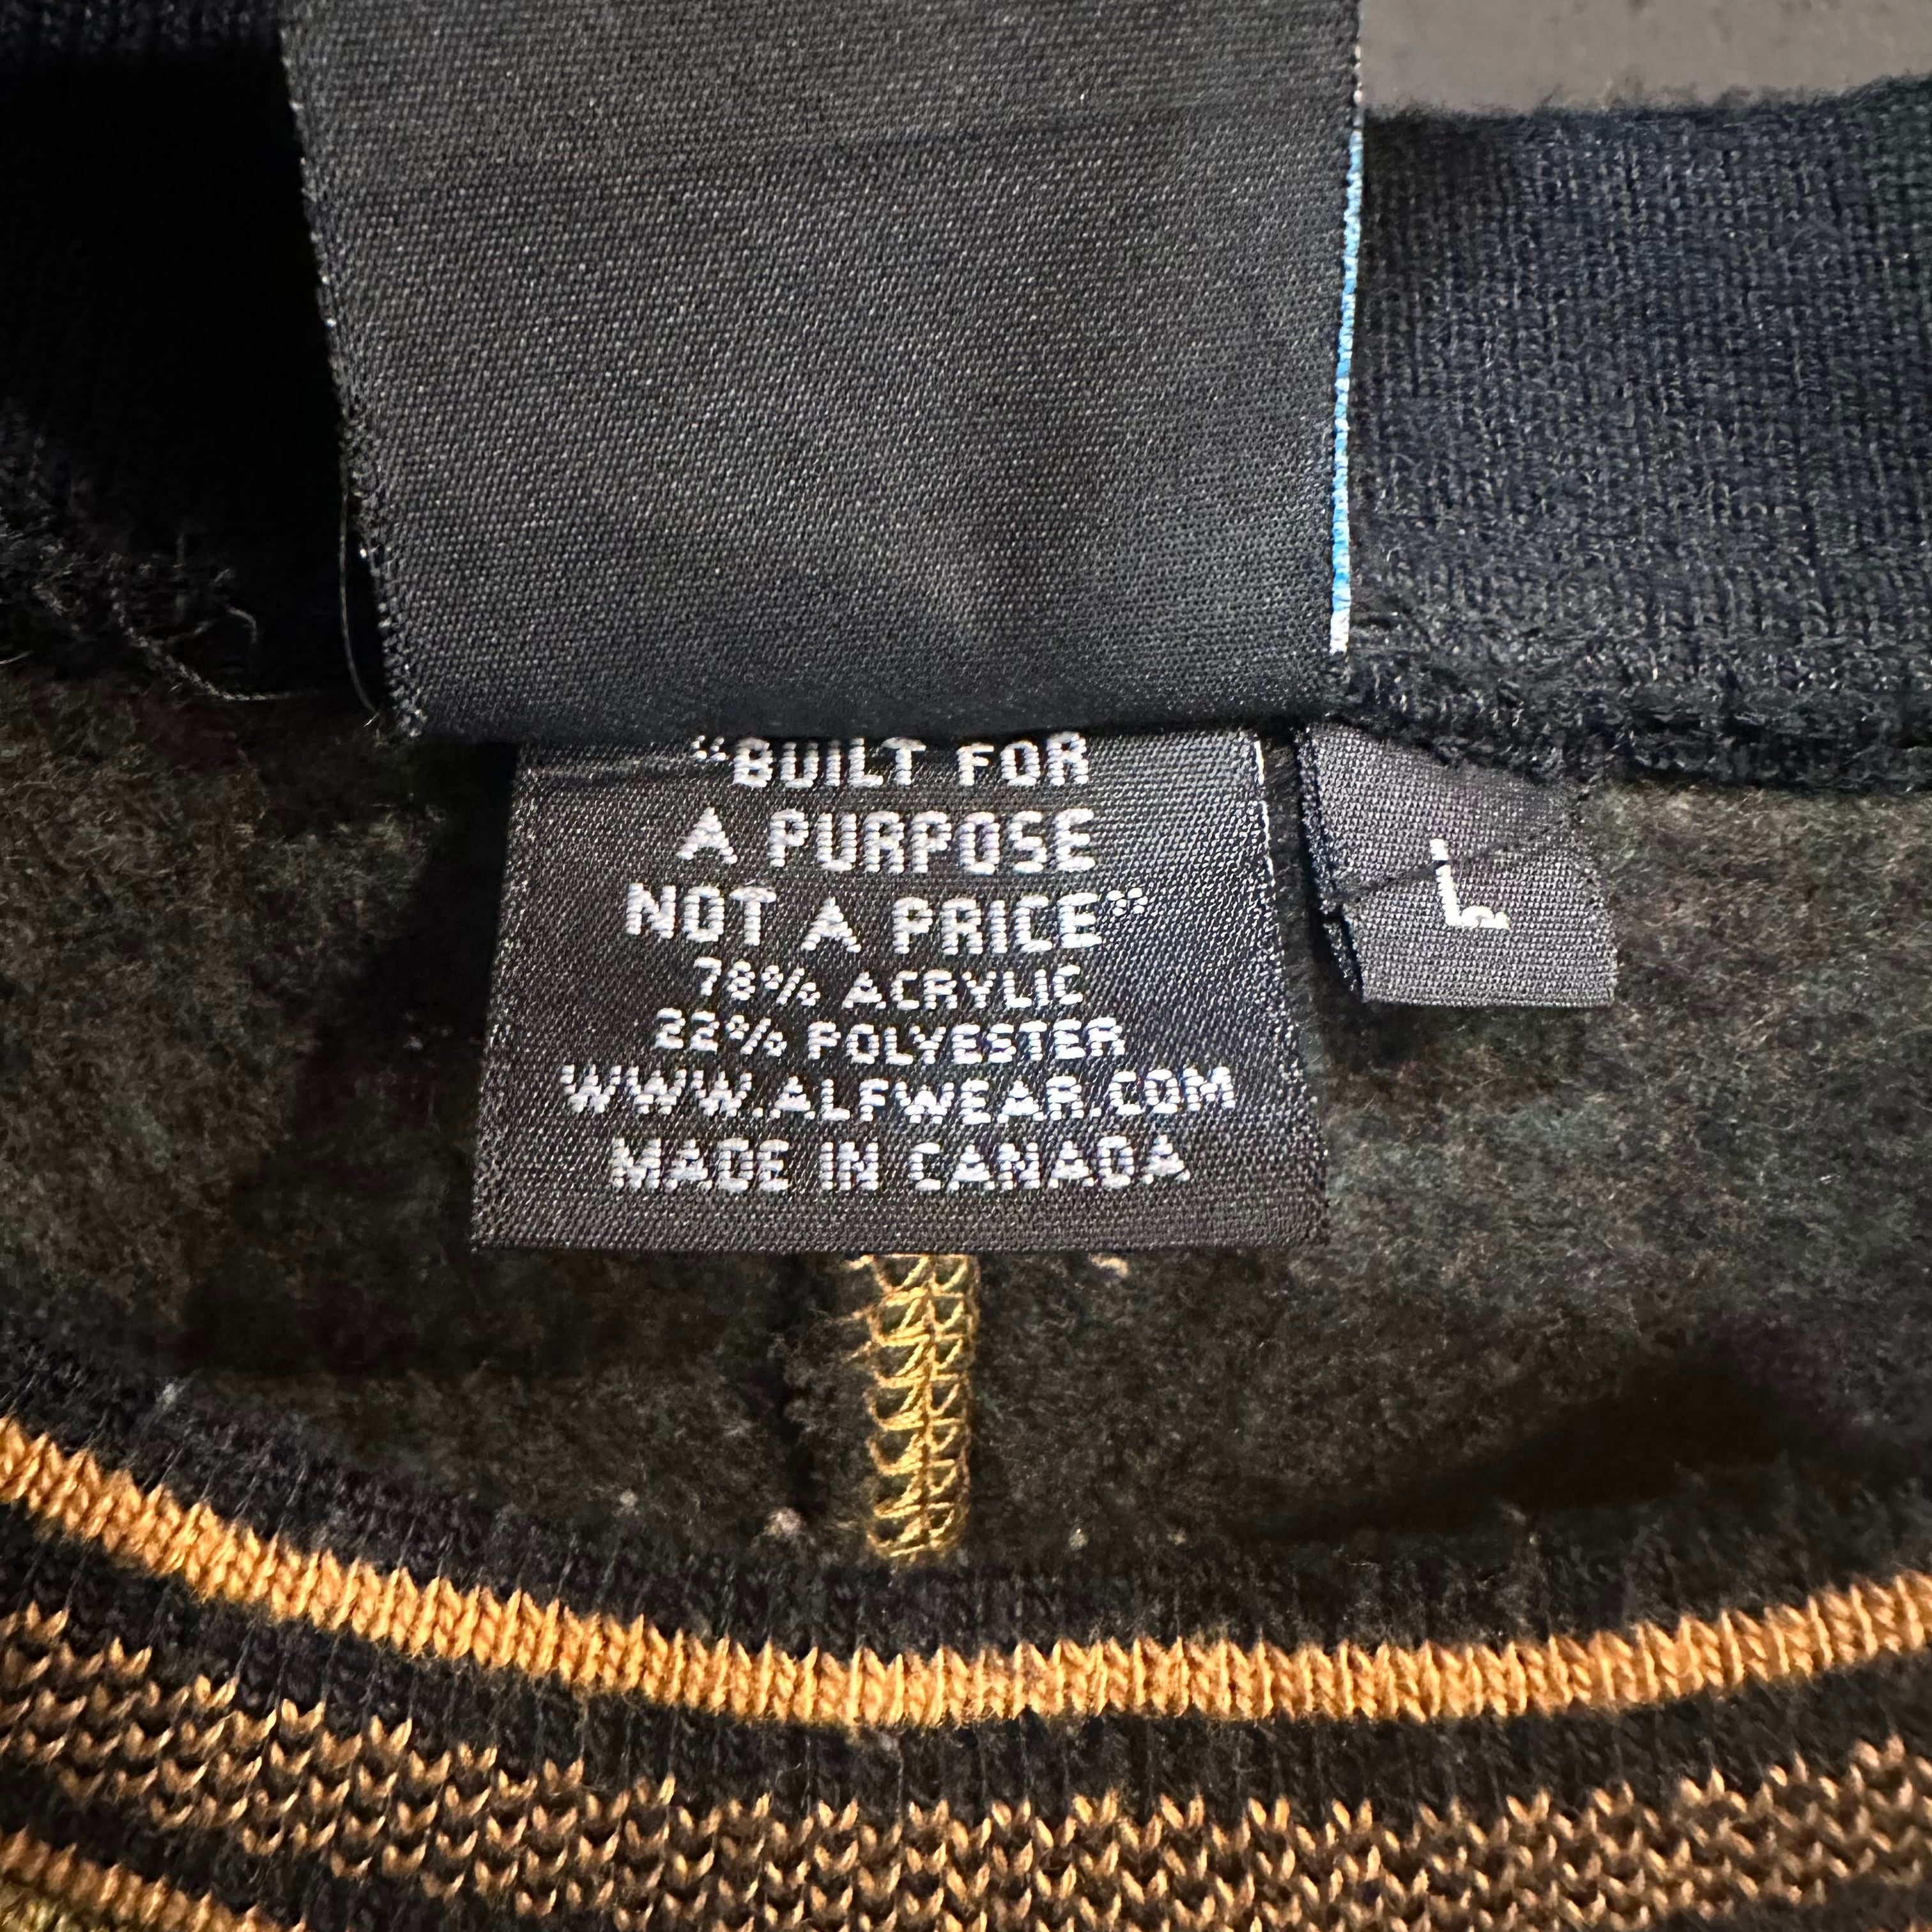 “BUILT FOR
A PURPOSE
NOT A PRICE”
78% ACRYLIC
22% POLYESTER
WWW.ALFWEAR.COM
MADE IN CANADA
L